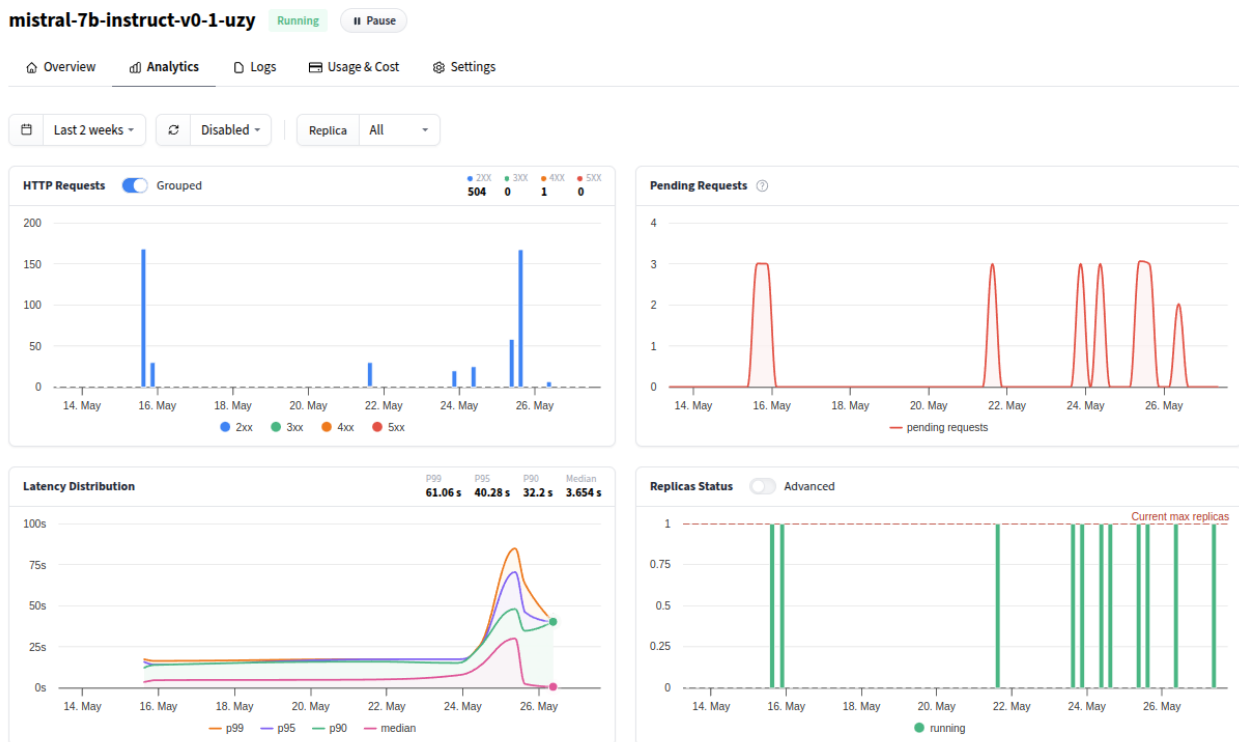 mistral-7b-instruct-v0-1-uzy Running Pause
Overview Analytics Logs Usage & Cost Settings
Last 2 weeks Disabled Replica All
HTTP Requests Grouped
2XX 3XX 4XX 5XX
504 0 1 0
200
150
100
50
0
14. May 16. May 18. May 20. May 22. May 24. May 26. May
2xx 3xx 4xx 5xx
Pending Requests ?
4
3
2
1
0
14. May 16. May 18. May 20. May 22. May 24. May 26. May
pending requests
Latency Distribution
P99 P95 P90 Median
61.06 s 40.28 s 32.2 s 3.654 s
100s
75s
50s
25s
0s
14. May 16. May 18. May 20. May 22. May 24. May 26. May
p99 p95 p90 median
Replicas Status Advanced
Current max replicas
1
0.75
0.5
0.25
0
14. May 16. May 18. May 20. May 22. May 24. May 26. May
running